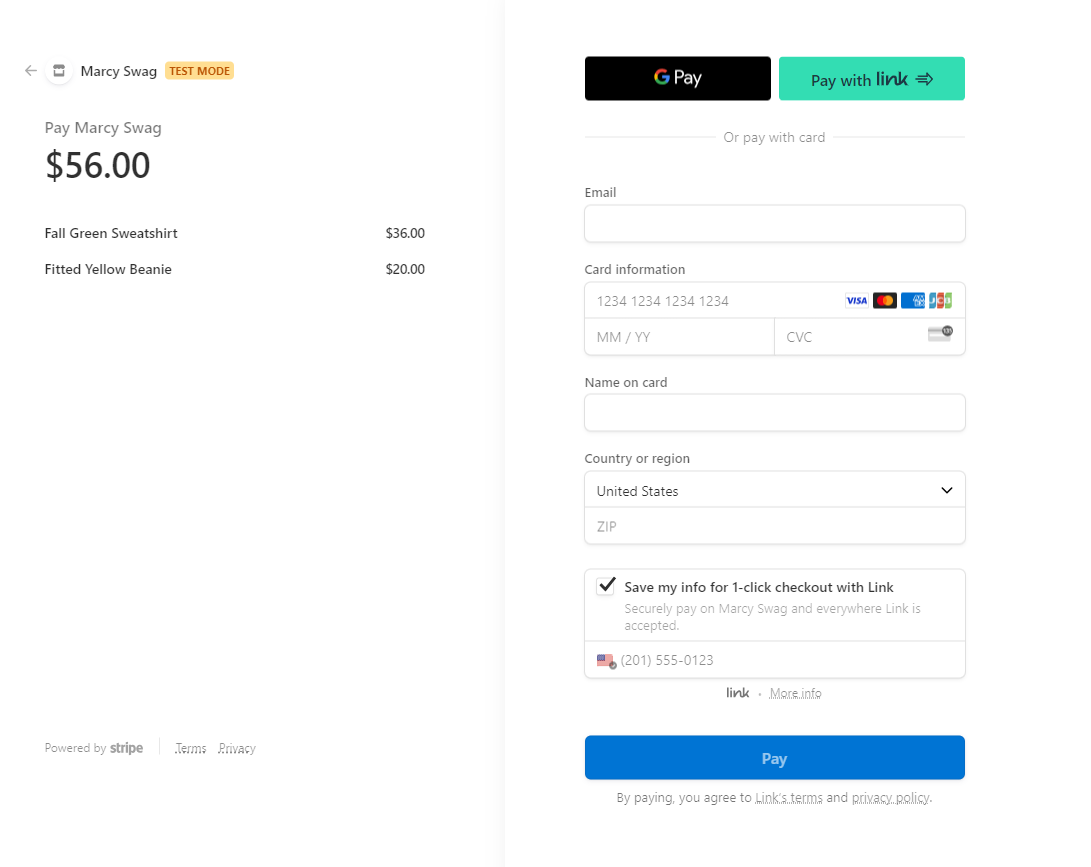 Marcy Swag TEST MODE
Pay Marcy Swag
$56.00
Fall Green Sweatshirt $36.00
Fitted Yellow Beanie $20.00
Powered by stripe Terms Privacy
G Pay Pay with link
Or pay with card
Email
Card information
1234 1234 1234 1234 VISA JCB
MM / YY CVC 135
Name on card
Country or region
United States
ZIP
Save my info for 1-click checkout with Link
Securely pay on Marcy Swag and everywhere Link is
accepted.
(201) 555-0123
link • More info
Pay
By paying, you agree to Link's terms and privacy policy.